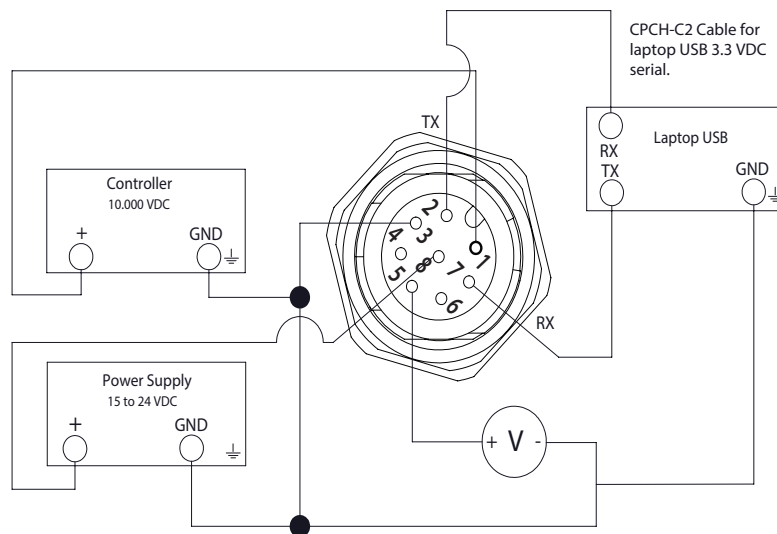 CPCH-C2 Cable for
laptop USB 3.3 VDC
serial.
TX
RX
Laptop USB
TX
GND
Controller
10.000 VDC
+
GND
2
3
1
4
8
7
5
6
RX
Power Supply
15 to 24 VDC
+
GND
+ V -